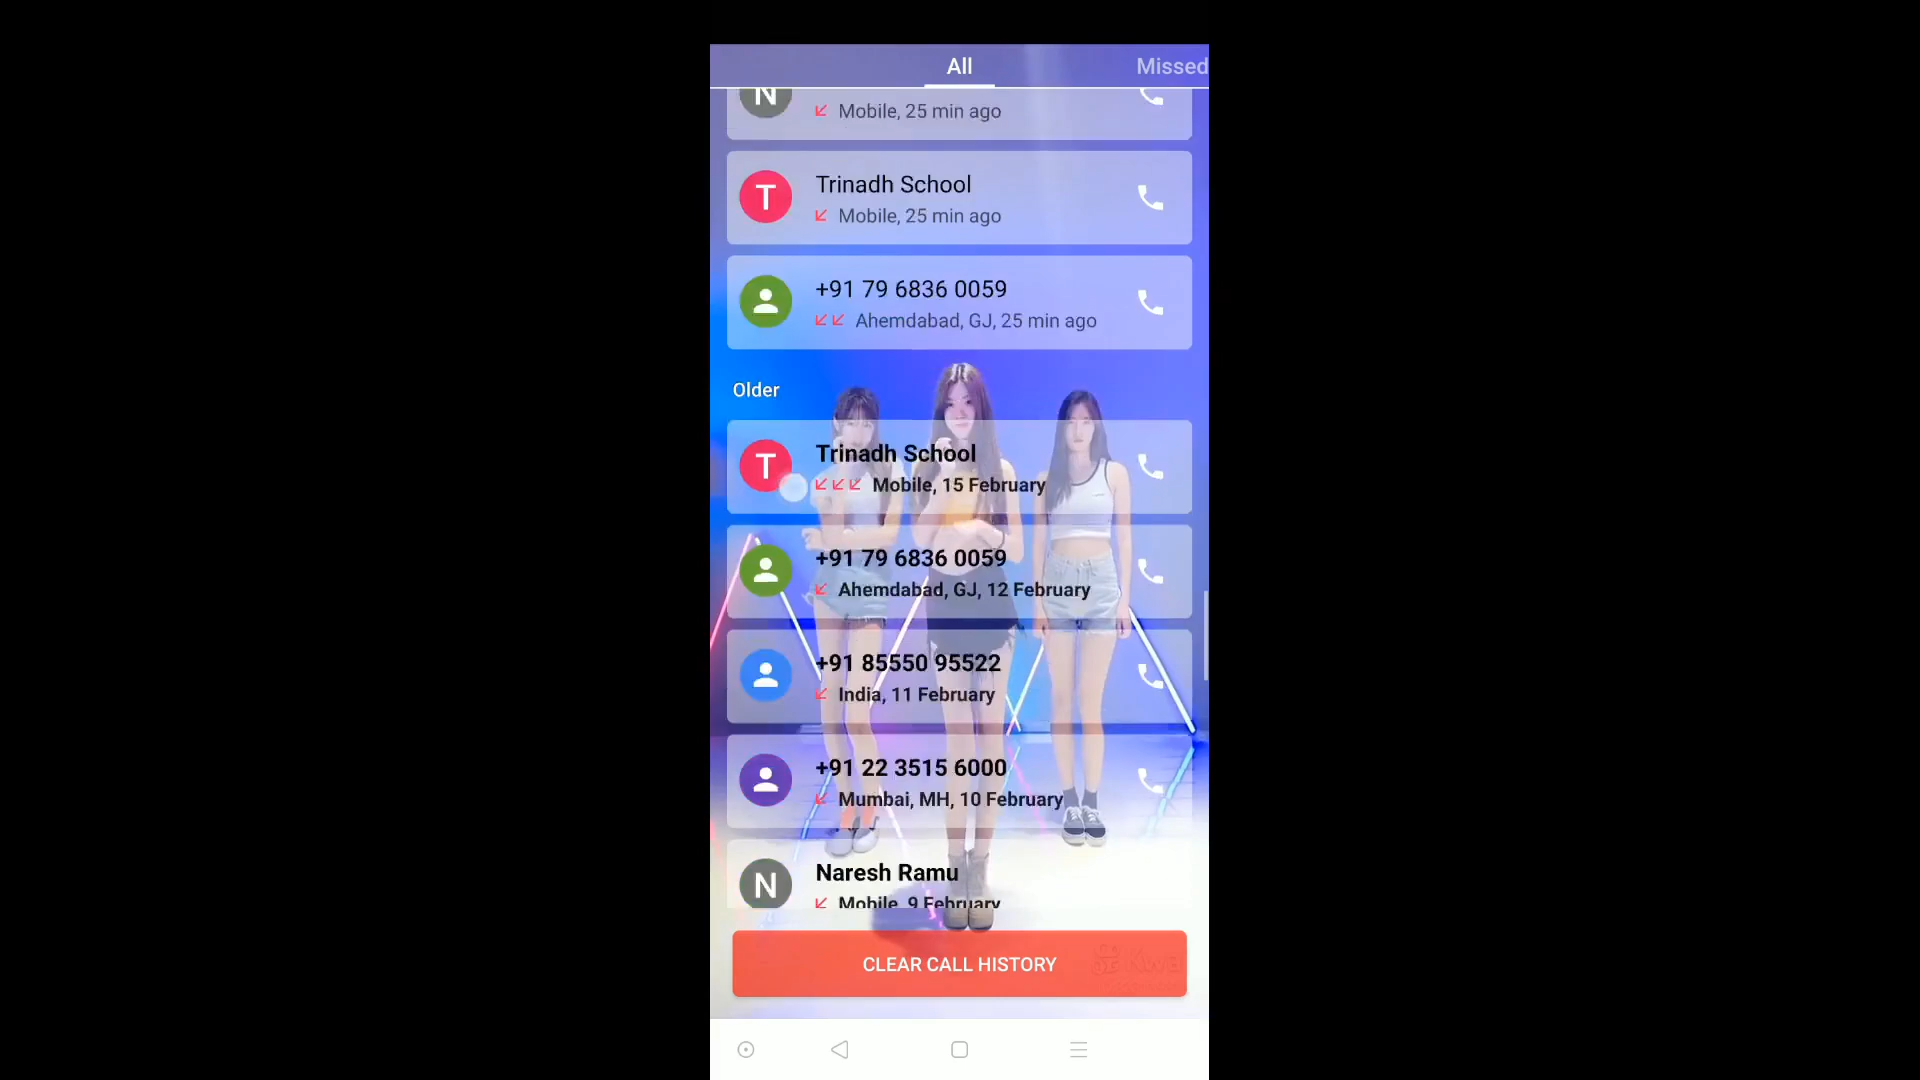 All
Missed
N
Mobile, 25 min ago
T
Trinadh School
Mobile, 25 min ago
+91 79 6836 0059
Ahemdabad, GJ, 25 min ago
Older
T
Trinadh School
Mobile, 15 February
+91 79 6836 0059
Ahemdabad, GJ, 12 February
+91 85550 95522
India, 11 February
+91 22 3515 6000
Mumbai, MH, 10 February
N
Naresh Ramu
Mobile, 9 February
CLEAR CALL HISTORY